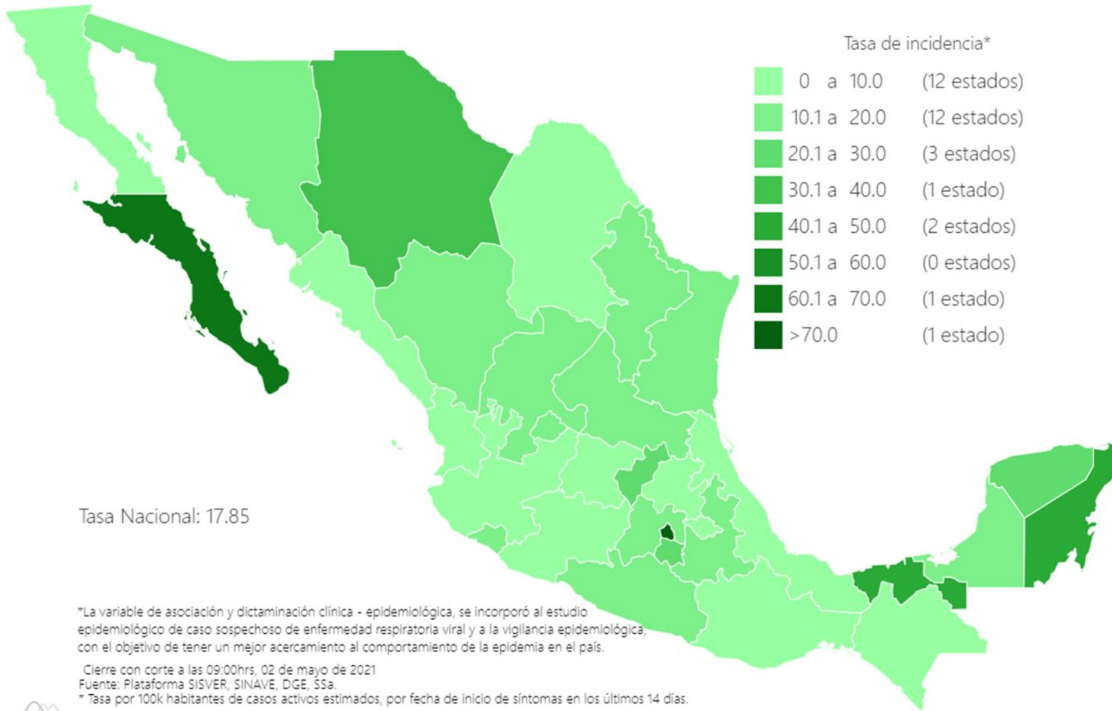 Tasa de incidencia*
0 a 10.0 (12 estados)
10.1 a 20.0 (12 estados)
20.1 a 30.0 (3 estados)
30.1 a 40.0 (1 estado)
40.1 a 50.0 (2 estados)
50.1 a 60.0 (0 estados)
60.1 a 70.0 (1 estado)
>70.0 (1 estado)
Tasa Nacional: 17.85
*La variable de asociación y dictaminación clínica - epidemiológica, se incorporó al estudio
epidemiológico de caso sospechoso de enfermedad respiratoria viral y a la vigilancia epidemiológica,
con el objetivo de tener un mejor acercamiento al comportamiento de la epidemia en el país.
Cierre con corte a las 09:00hrs, 02 de mayo de 2021
Fuente: Plataforma SISVER, SINAVE, DGE, SSa.
* Tasa por 100k habitantes de casos activos estimados, por fecha de inicio de síntomas en los últimos 14 días.